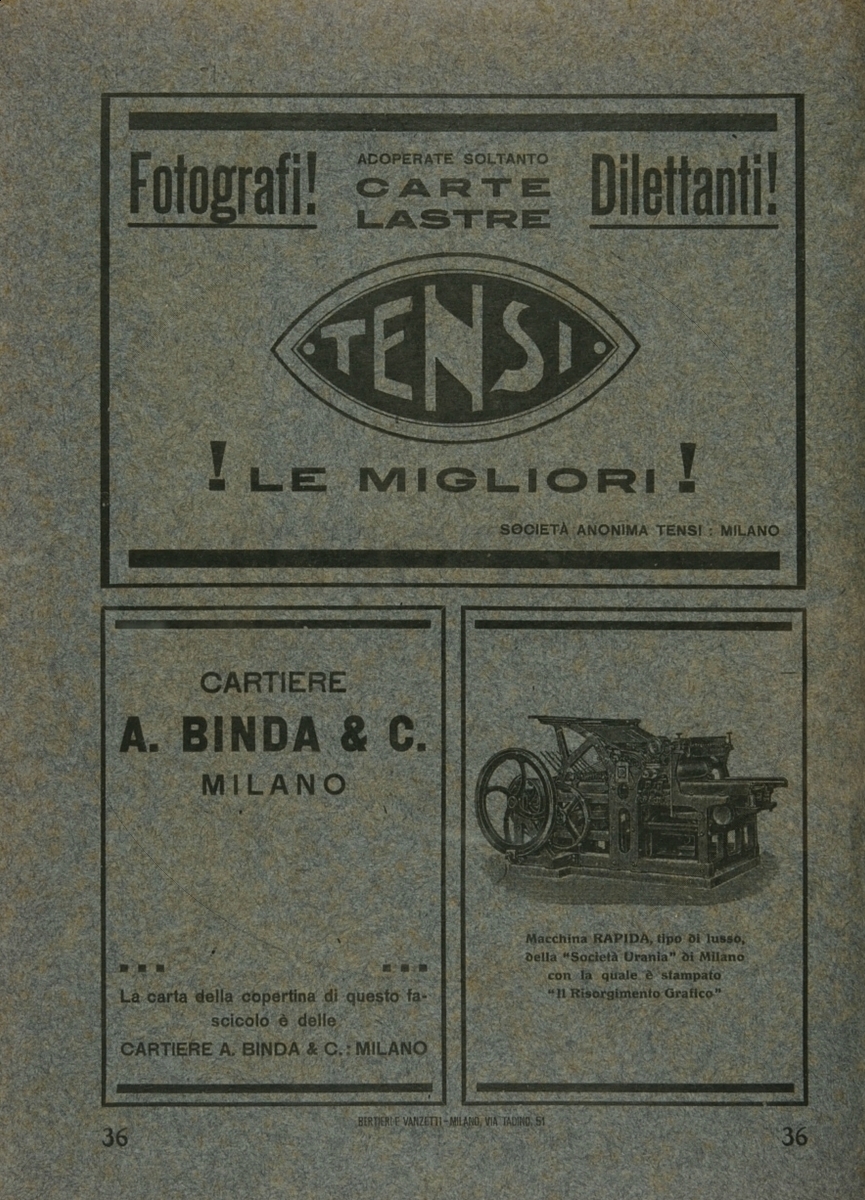 Fotografi!
ADOPERATE SOLTANTO
CARTE
LASTRE
Dilettanti!
TENSI
! LE MIGLIORI !
SOCIETÀ ANONIMA TENSI : MILANO
CARTIERE
A. BINDA & C.
MILANO
La carta della copertina di questo fa-
scicolo è delle
CARTIERE A. BINDA & C.: MILANO
Macchina RAPIDA, tipo di lusso,
della "Società Urania" di Milano
con la quale è stampato
"Il Risorgimento Grafico"
BERTIERI E VANZETTI - MILANO, VIA TADINO, 51
36
36